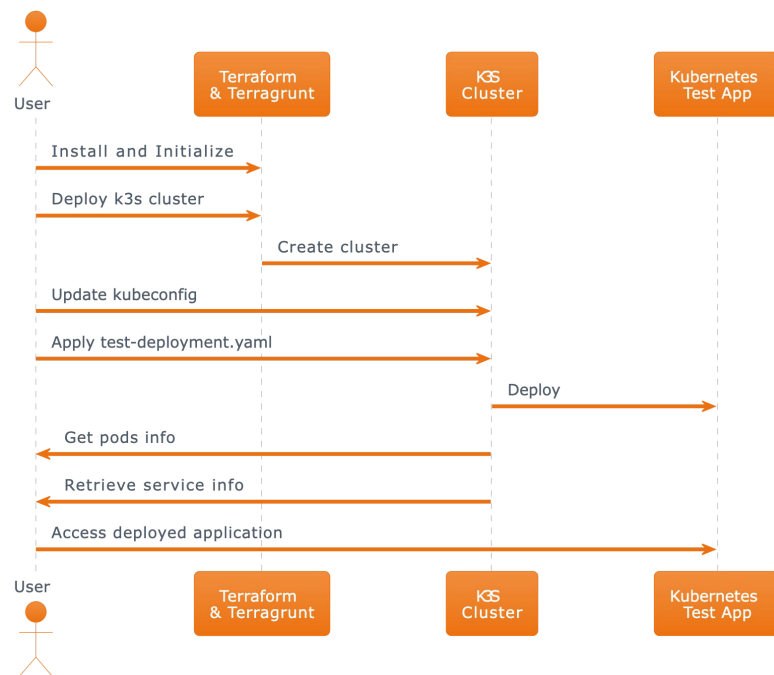 User
Terraform
& Terragrunt
K3S
Cluster
Kubernetes
Test App
Install and Initialize
Deploy k3s cluster
Create cluster
Update kubeconfig
Apply test-deployment.yaml
Deploy
Get pods info
Retrieve service info
Access deployed application
User
Terraform
& Terragrunt
K3S
Cluster
Kubernetes
Test App